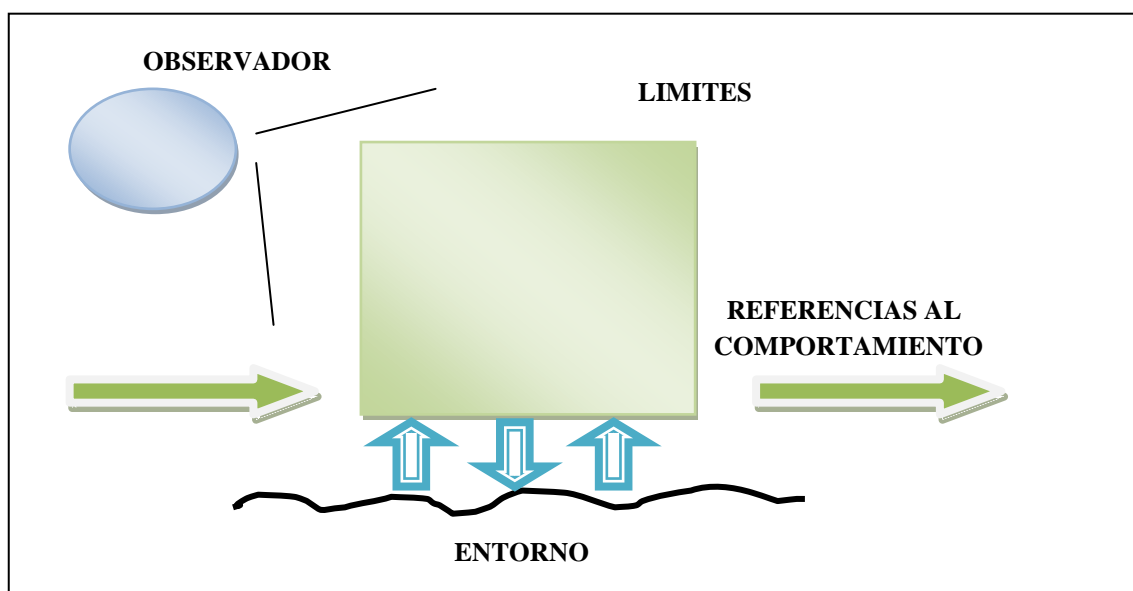 OBSERVADOR
LIMITES
REFERENCIAS AL
COMPORTAMIENTO
ENTORNO